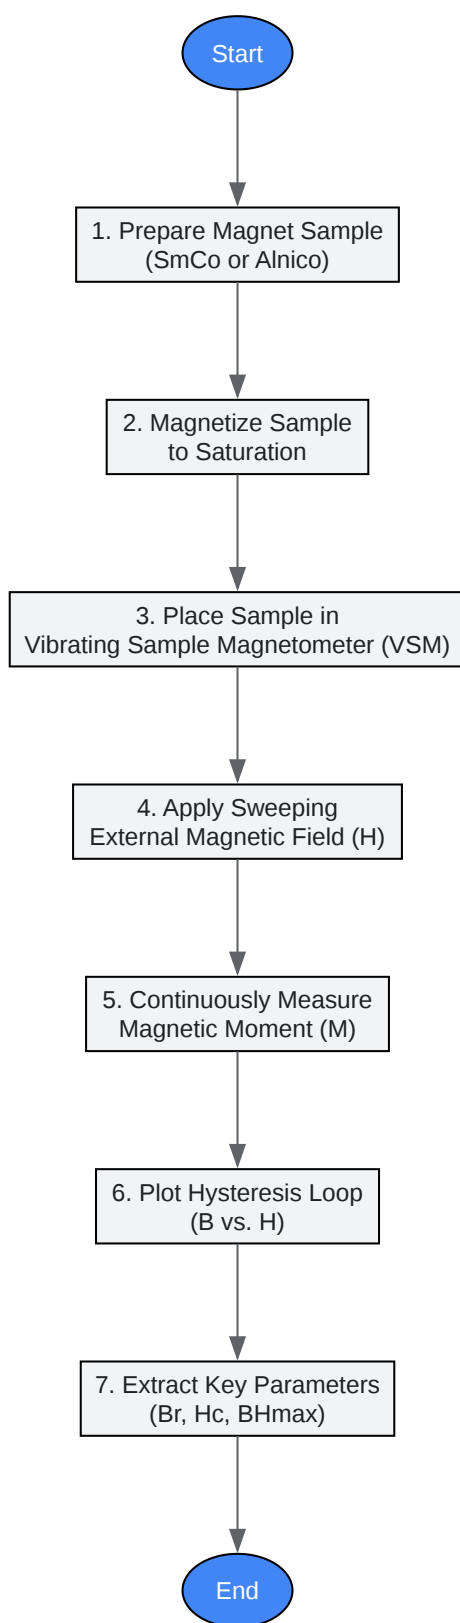 Start
1. Prepare Magnet Sample
(SmCo or Alnico)
2. Magnetize Sample
to Saturation
3. Place Sample in
Vibrating Sample Magnetometer (VSM)
4. Apply Sweeping
External Magnetic Field (H)
5. Continuously Measure
Magnetic Moment (M)
6. Plot Hysteresis Loop
(B vs. H)
7. Extract Key Parameters
(Br, Hc, BHmax)
End